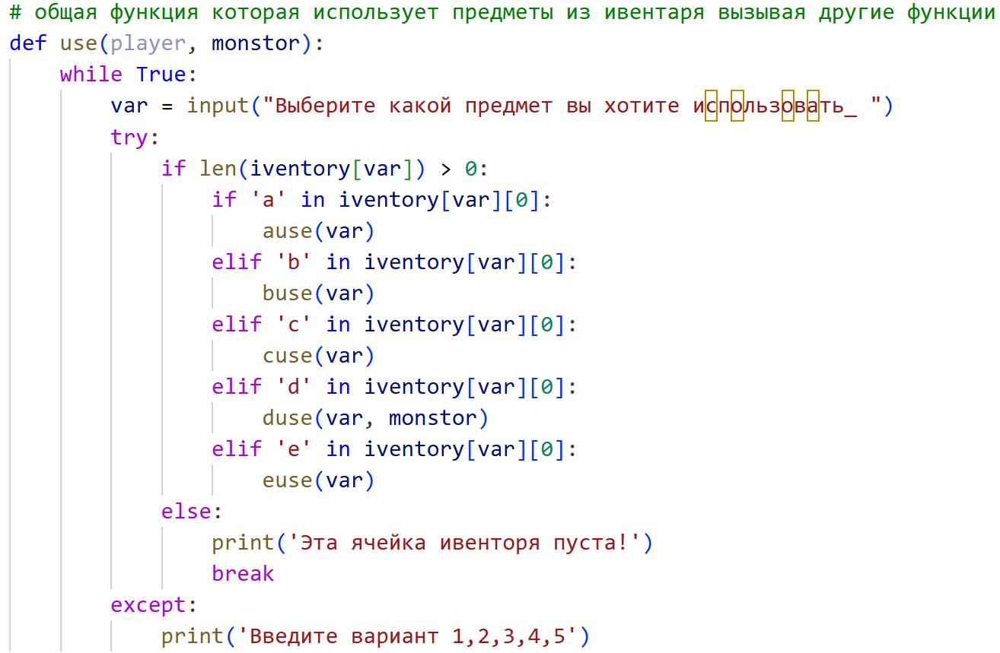 # общая функция которая использует предметы из ивентаря вызывая другие функции
def use(player, monstor):
    while True:
        var = input("Выберите какой предмет вы хотите использовать_ ")
        try:
            if len(iventory[var]) > 0:
                if 'a' in iventory[var][0]:
                    ause(var)
                elif 'b' in iventory[var][0]:
                    buse(var)
                elif 'c' in iventory[var][0]:
                    cuse(var)
                elif 'd' in iventory[var][0]:
                    duse(var, monstor)
                elif 'e' in iventory[var][0]:
                    euse(var)
            else:
                print('Эта ячейка ивенторя пуста!')
                break
        except:
            print('Введите вариант 1,2,3,4,5')